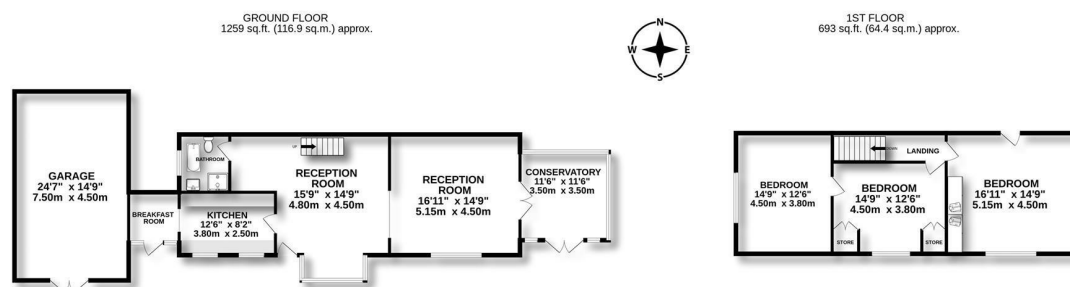 GROUND FLOOR
1259 sq.ft. (116.9 sq.m.) approx.
N
W
E
S
1ST FLOOR
693 sq.ft. (64.4 sq.m.) approx.
GARAGE
24'7" x 14'9"
7.50m x 4.50m
BREAKFAST
ROOM
BATHROOM
KITCHEN
12'6" x 8'2"
3.80m x 2.50m
UP
RECEPTION
ROOM
15'9" x 14'9"
4.80m x 4.50m
RECEPTION
ROOM
16'11" x 14'9"
5.15m x 4.50m
CONSERVATORY
11'6" x 11'6"
3.50m x 3.50m
BEDROOM
14'9" x 12'6"
4.50m x 3.80m
DOWN
LANDING
BEDROOM
14'9" x 12'6"
4.50m x 3.80m
STORE
STORE
BEDROOM
16'11" x 14'9"
5.15m x 4.50m